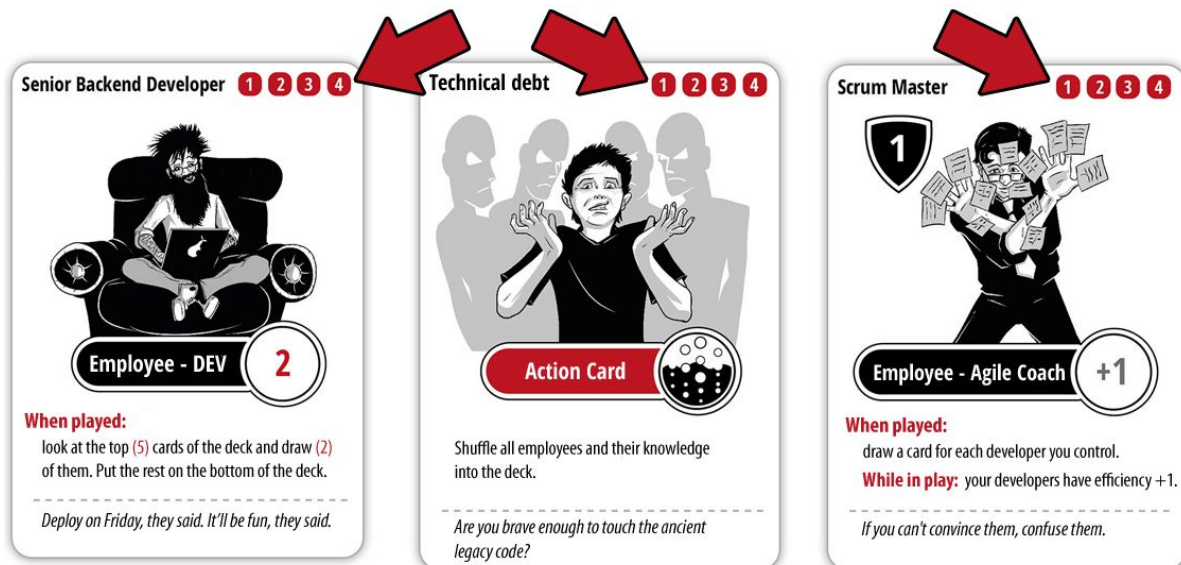 Senior Backend Developer 1 2 3 4
Employee - DEV 2
When played:
look at the top (5) cards of the deck and draw (2)
of them. Put the rest on the bottom of the deck.
Deploy on Friday, they said. It'll be fun, they said.
Technical debt 1 2 3 4
Action Card
Shuffle all employees and their knowledge
into the deck.
Are you brave enough to touch the ancient
legacy code?
Scrum Master 1 2 3 4
1
Employee - Agile Coach +1
When played:
draw a card for each developer you control.
While in play: your developers have efficiency +1.
If you can't convince them, confuse them.